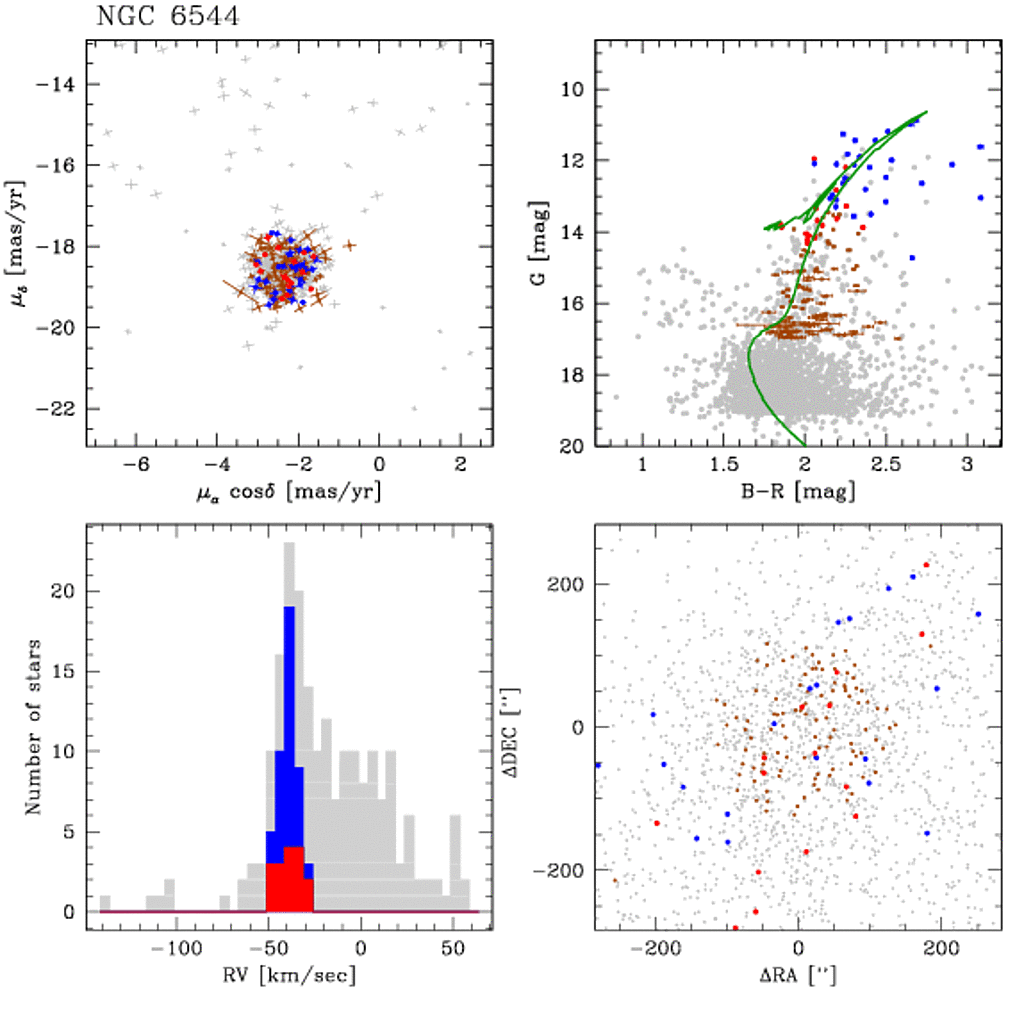 NGC 6544
−14
−16
−18
−20
−22
μδ [mas/yr]
−6 −4 −2 0 2
μα cosδ [mas/yr]
10
12
14
16
18
20
G [mag]
1 1.5 2 2.5 3
B−R [mag]
20
15
10
5
0
Number of stars
−100 −50 0 50
RV [km/sec]
200
0
−200
ΔDEC [″]
−200 0 200
ΔRA [″]